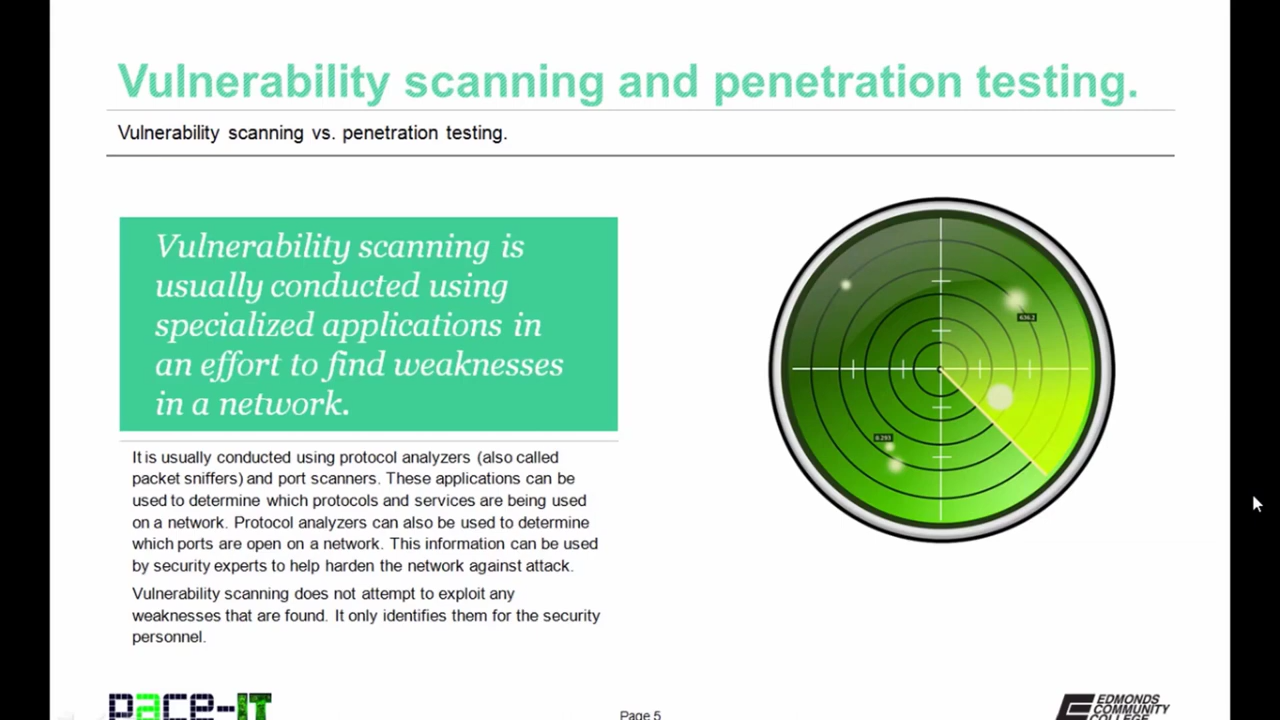 Vulnerability scanning and penetration testing.
Vulnerability scanning vs. penetration testing.
Vulnerability scanning is
usually conducted using
specialized applications in
an effort to find weaknesses
in a network.
It is usually conducted using protocol analyzers (also called
packet sniffers) and port scanners. These applications can be
used to determine which protocols and services are being used
on a network. Protocol analyzers can also be used to determine
which ports are open on a network. This information can be used
by security experts to help harden the network against attack.
Vulnerability scanning does not attempt to exploit any
weaknesses that are found. It only identifies them for the security
personnel.
636.2
8.293
pace-IT
Page 5
EDMONDS
COMMUNITY
COLLEGE